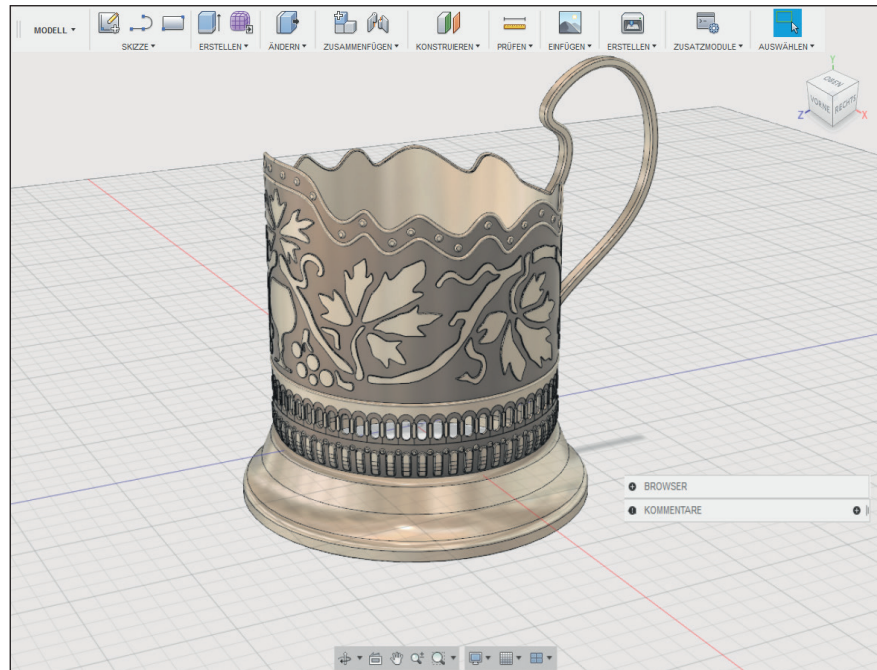 MODELL
SKIZZE
ERSTELLEN
ÄNDERN
ZUSAMMENFÜGEN
KONSTRUIEREN
PRÜFEN
EINFÜGEN
ERSTELLEN
ZUSATZMODULE
AUSWÄHLEN
Y
OBEN
VORNE
RECHTS
Z
X
BROWSER
KOMMENTARE